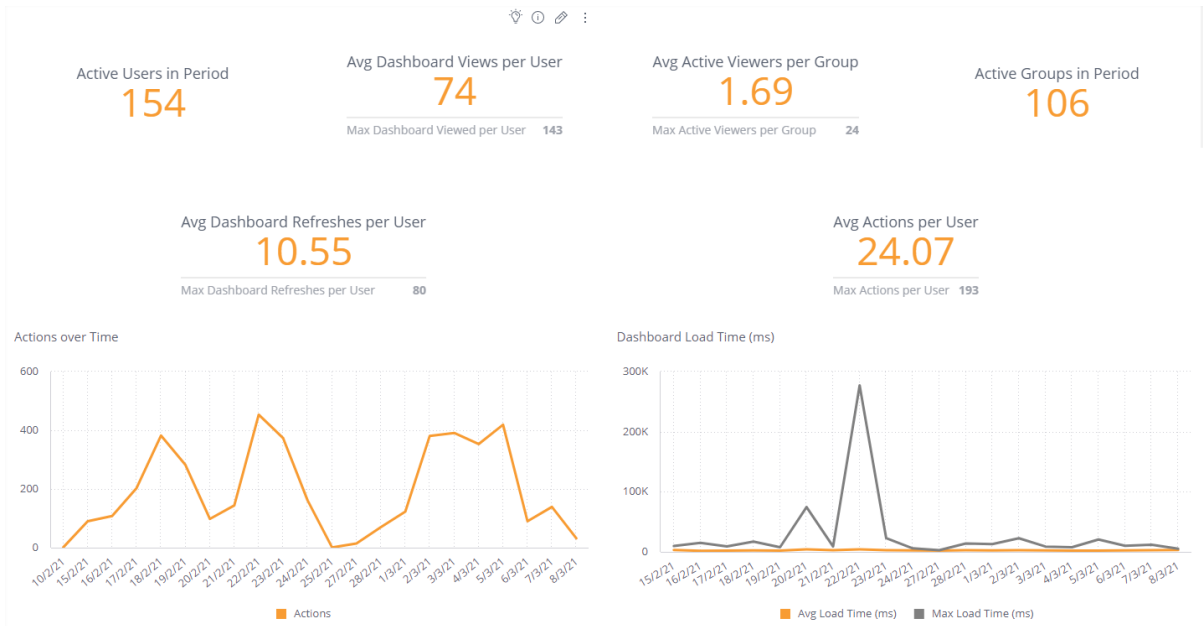 Active Users in Period
154
Avg Dashboard Views per User
74
Max Dashboard Viewed per User 143
Avg Active Viewers per Group
1.69
Max Active Viewers per Group 24
Active Groups in Period
106
Avg Dashboard Refreshes per User
10.55
Max Dashboard Refreshes per User 80
Avg Actions per User
24.07
Max Actions per User 193
Actions over Time
600
400
200
0
10/2/21 15/2/21 16/2/21 17/2/21 18/2/21 19/2/21 20/2/21 21/2/21 22/2/21 23/2/21 24/2/21 25/2/21 27/2/21 28/2/21 1/3/21 2/3/21 3/3/21 4/3/21 5/3/21 6/3/21 7/3/21 8/3/21
Actions
Dashboard Load Time (ms)
300K
200K
100K
0
15/2/21 16/2/21 17/2/21 18/2/21 19/2/21 20/2/21 21/2/21 22/2/21 23/2/21 24/2/21 27/2/21 28/2/21 1/3/21 2/3/21 3/3/21 4/3/21 5/3/21 6/3/21 7/3/21 8/3/21
Avg Load Time (ms) Max Load Time (ms)